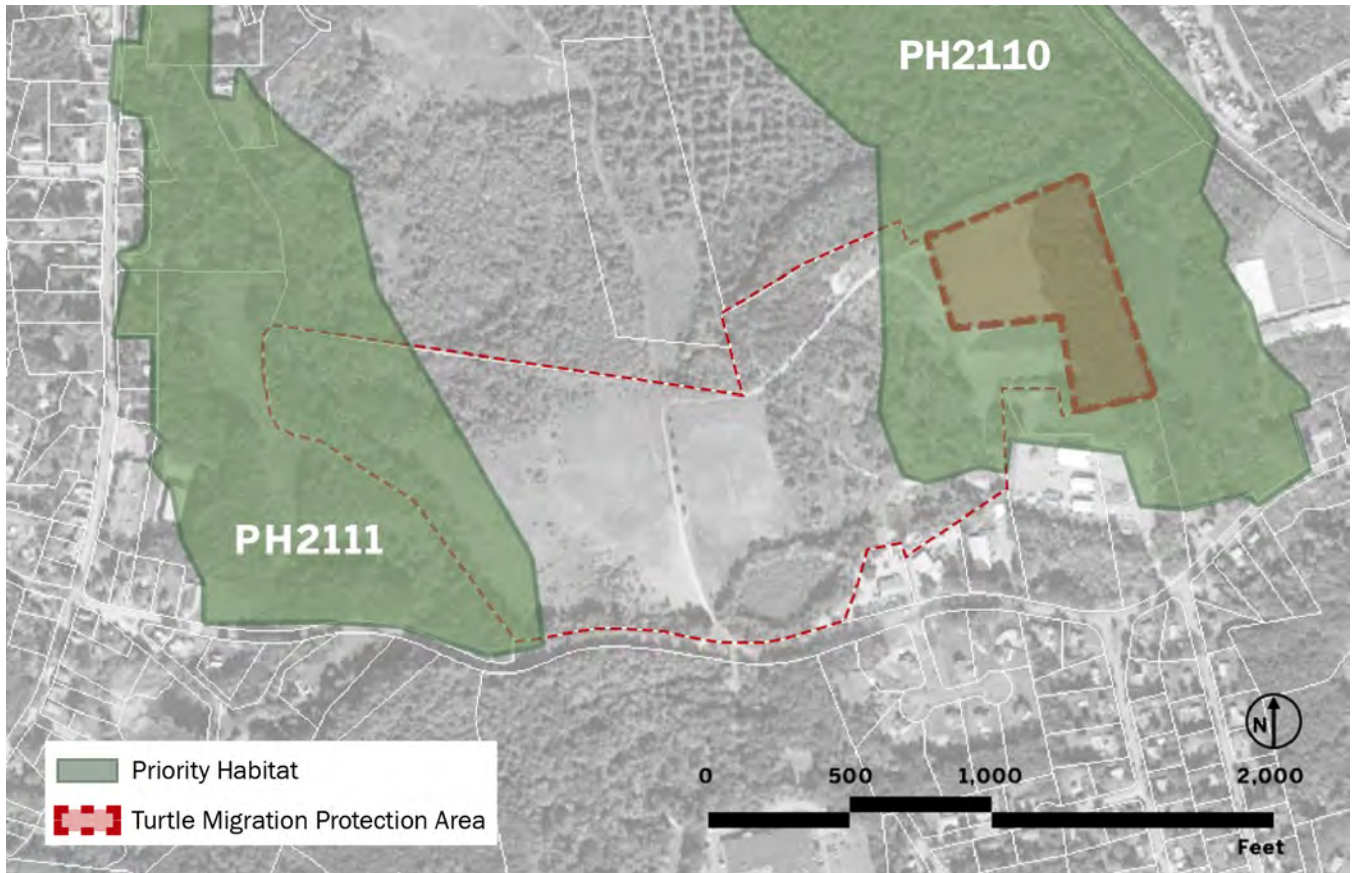 PH2110
PH2111
N
Priority Habitat
Turtle Migration Protection Area
0 500 1,000 2,000
Feet